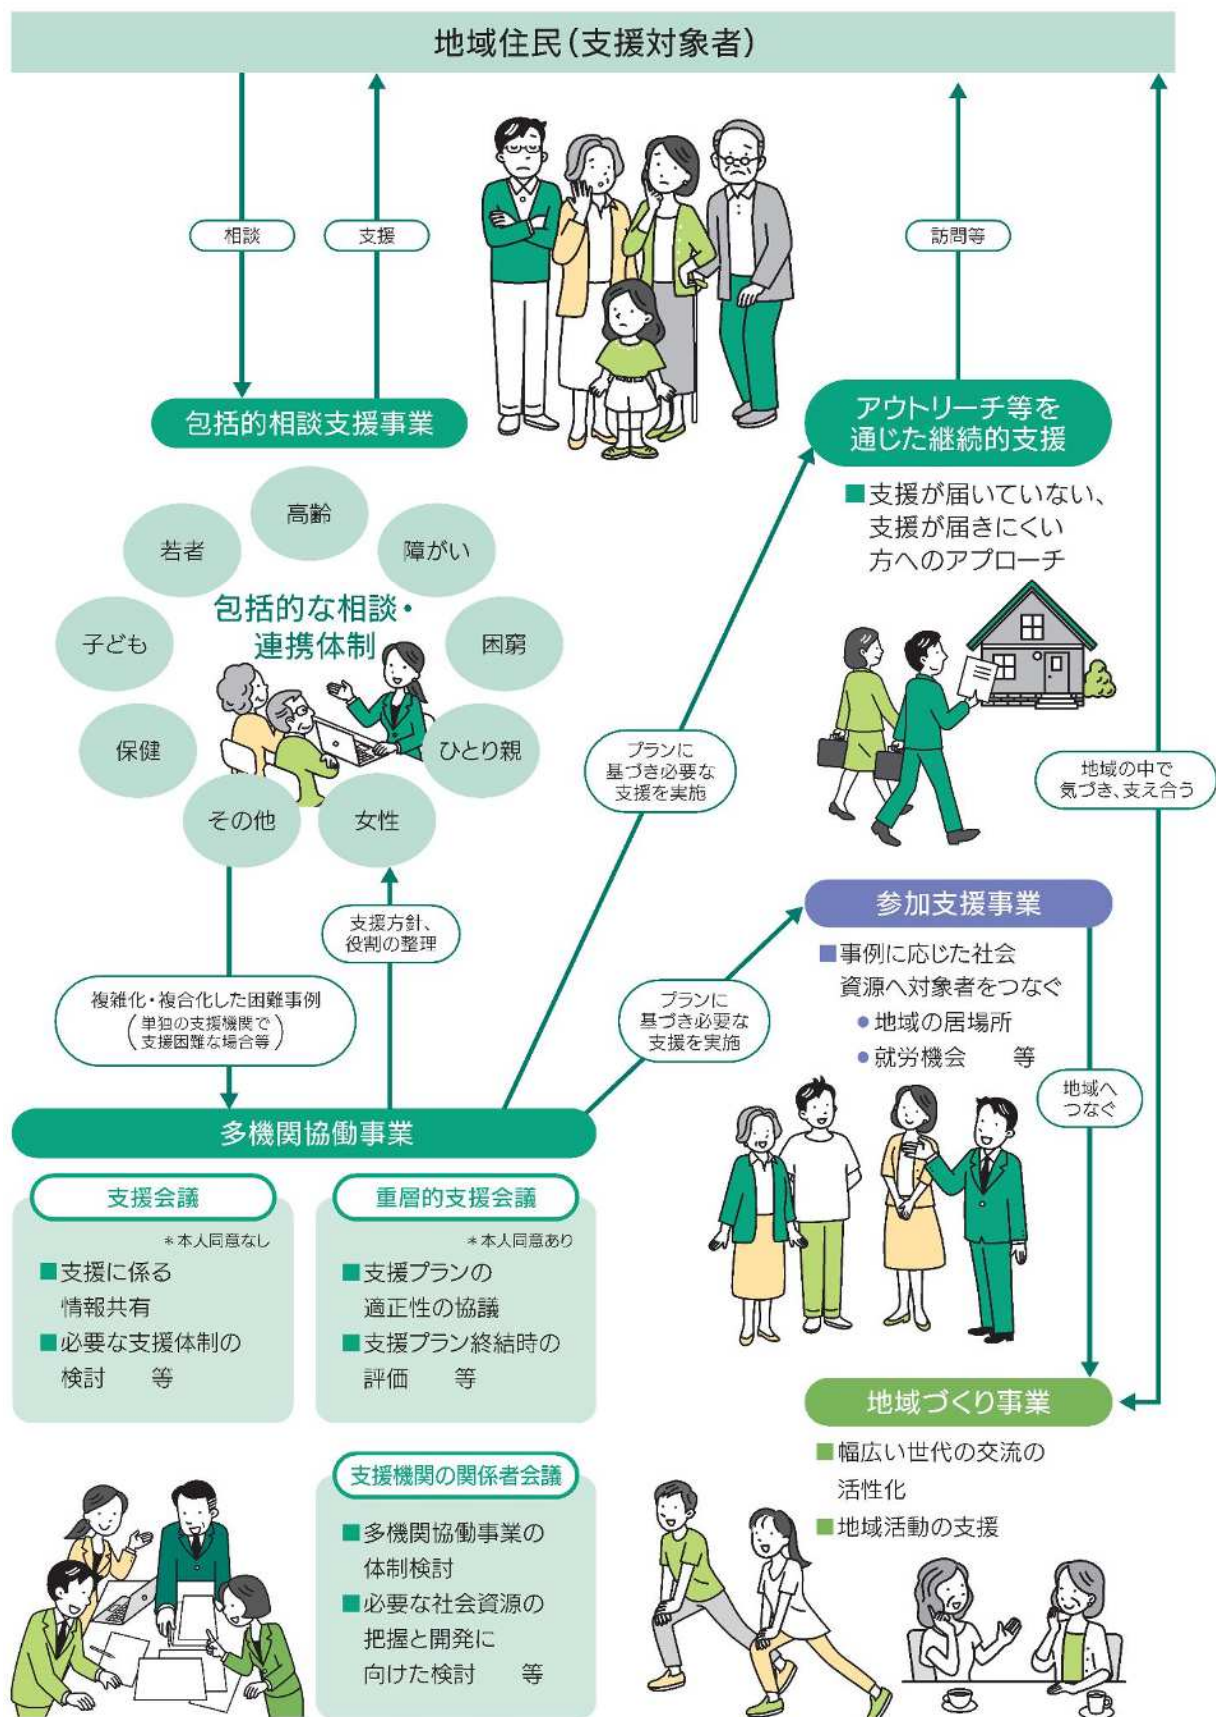 地域住民（支援対象者）
相談
支援
訪問等
包括的相談支援事業
高齢
若者
障がい
子ども
包括的な相談・
連携体制
困窮
保健
ひとり親
その他
女性
アウトリーチ等を
通じた継続的支援
■支援が届いていない、
支援が届きにくい
方へのアプローチ
プランに
基づき必要な
支援を実施
地域の中で
気づき、支え合う
支援方針、
役割の整理
複雑化・複合化した困難事例
（単独の支援機関で
支援困難な場合等）
プランに
基づき必要な
支援を実施
参加支援事業
■事例に応じた社会
資源へ対象者をつなぐ
●地域の居場所
●就労機会　等
地域へ
つなぐ
多機関協働事業
支援会議
＊本人同意なし
■支援に係る
情報共有
■必要な支援体制の
検討　等
重層的支援会議
＊本人同意あり
■支援プランの
適正性の協議
■支援プラン終結時の
評価　等
支援機関の関係者会議
■多機関協働事業の
体制検討
■必要な社会資源の
把握と開発に
向けた検討　等
地域づくり事業
■幅広い世代の交流の
活性化
■地域活動の支援